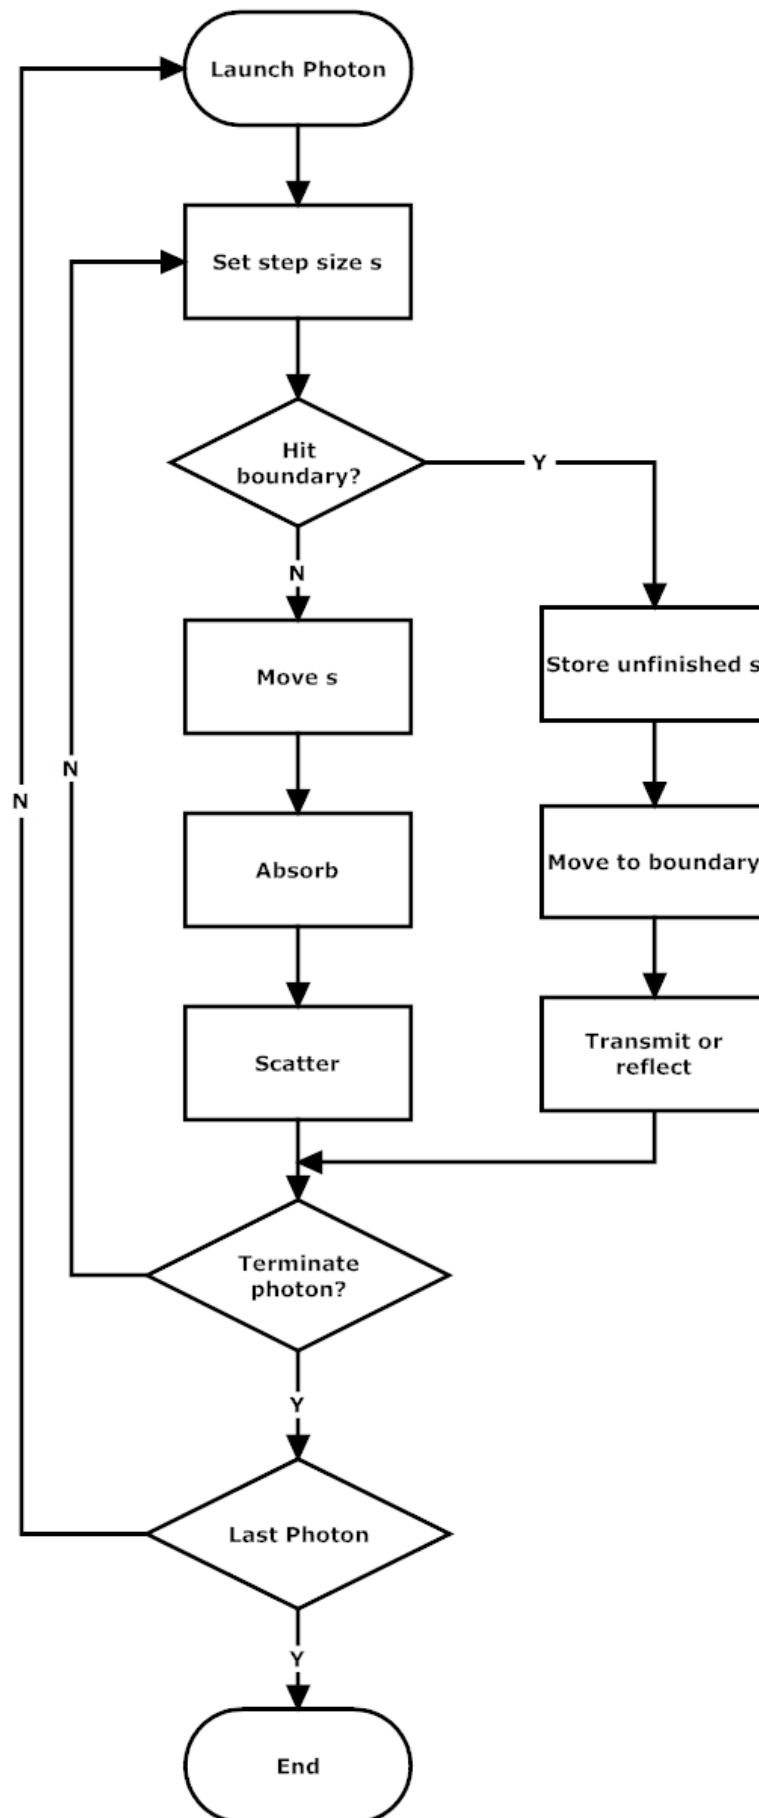 Launch Photon
Set step size s
Hit
boundary?
Y
N
Move s
Store unfinished s
N
N
Absorb
Move to boundary
Scatter
Transmit or
reflect
Terminate
photon?
Y
Last Photon
Y
End